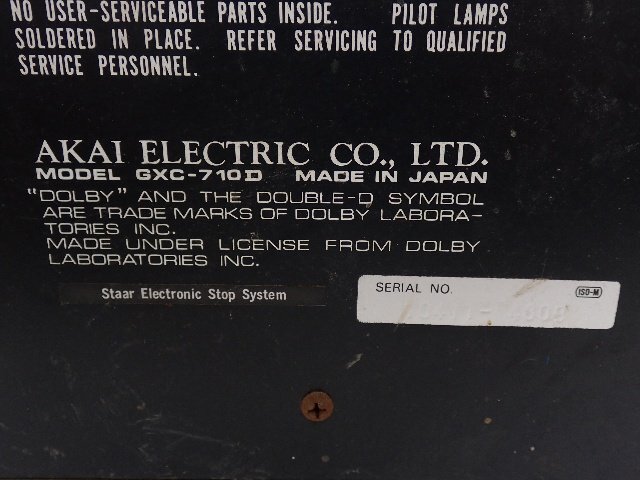 NO USER-SERVICEABLE PARTS INSIDE. PILOT LAMPS
SOLDERED IN PLACE. REFER SERVICING TO QUALIFIED
SERVICE PERSONNEL.
AKAI ELECTRIC CO., LTD.
MODEL GXC-710D MADE IN JAPAN
"DOLBY" AND THE DOUBLE-D SYMBOL
ARE TRADE MARKS OF DOLBY LABORA-
TORIES INC.
MADE UNDER LICENSE FROM DOLBY
LABORATORIES INC.
Staar Electronic Stop System
SERIAL NO.
ISO-M